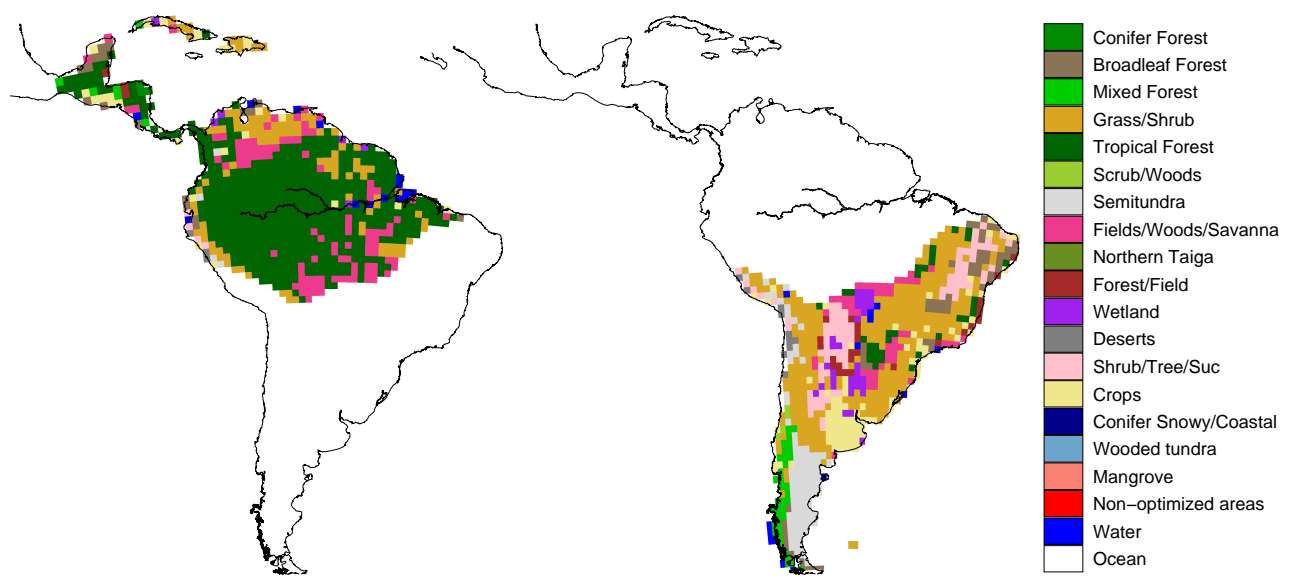 Conifer Forest
Broadleaf Forest
Mixed Forest
Grass/Shrub
Tropical Forest
Scrub/Woods
Semitundra
Fields/Woods/Savanna
Northern Taiga
Forest/Field
Wetland
Deserts
Shrub/Tree/Suc
Crops
Conifer Snowy/Coastal
Wooded tundra
Mangrove
Non−optimized areas
Water
Ocean